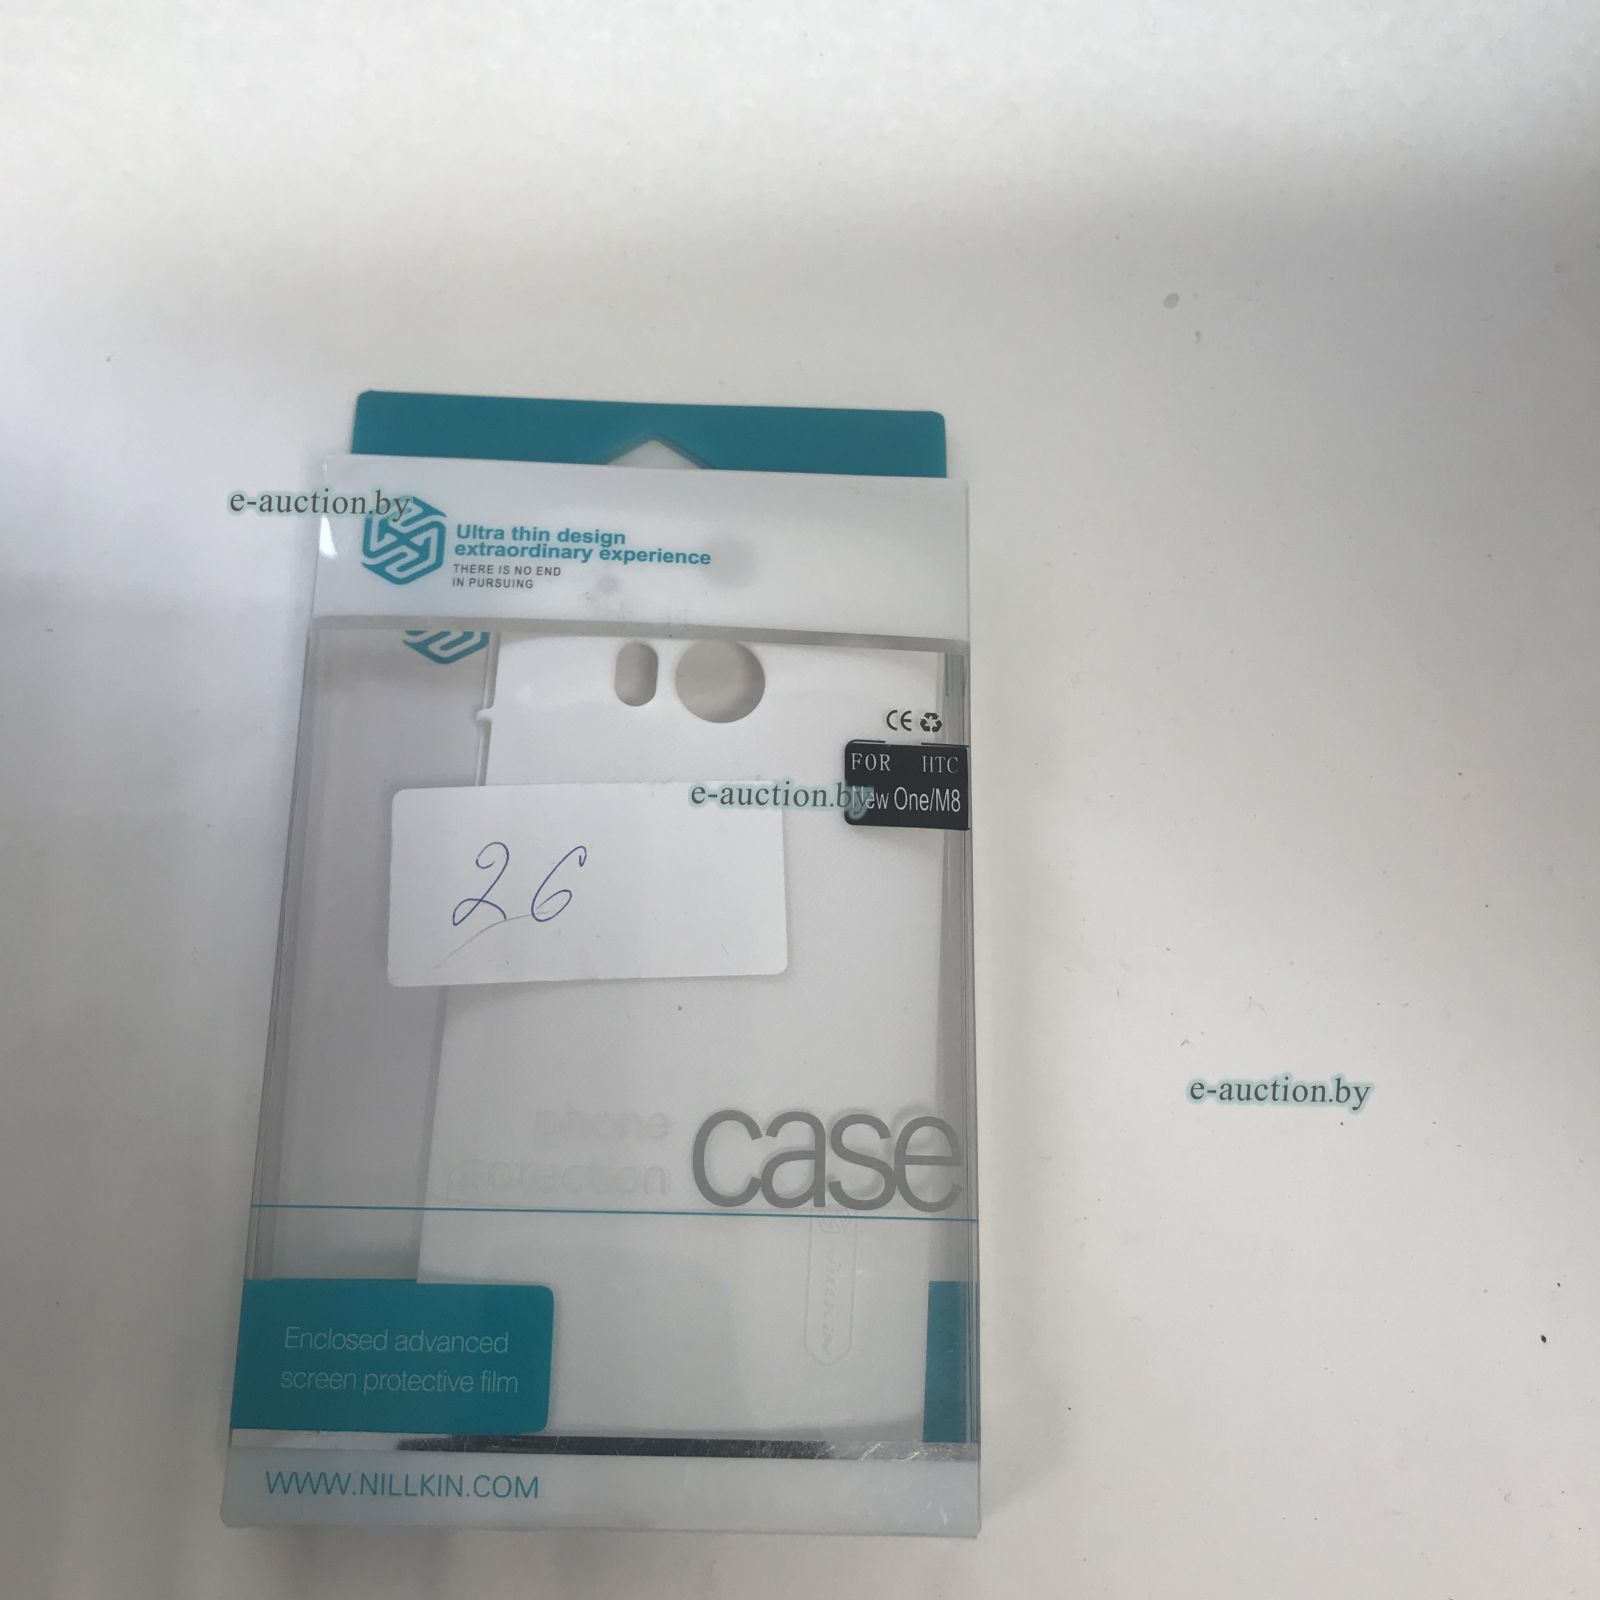 e-auction.by
Ultra thin design
extraordinary experience
THERE IS NO END
IN PURSUING
CE
FOR HTC
New One/M8
e-auction.by
26
e-auction.by
phone
protection
case
NILLKIN
Enclosed advanced
screen protective film
WWW.NILLKIN.COM